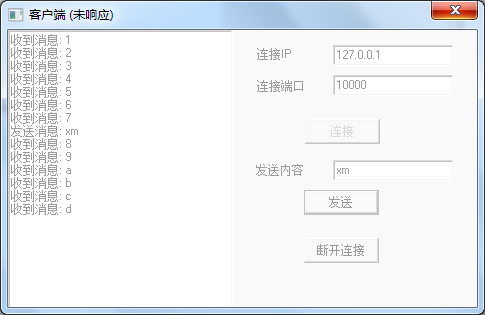 客户端 (未响应)
收到消息: 1
收到消息: 2
收到消息: 3
收到消息: 4
收到消息: 5
收到消息: 6
收到消息: 7
发送消息: xm
收到消息: 8
收到消息: 9
收到消息: a
收到消息: b
收到消息: c
收到消息: d
连接IP 127.0.0.1
连接端口 10000
连接
发送内容 xm
发送
断开连接